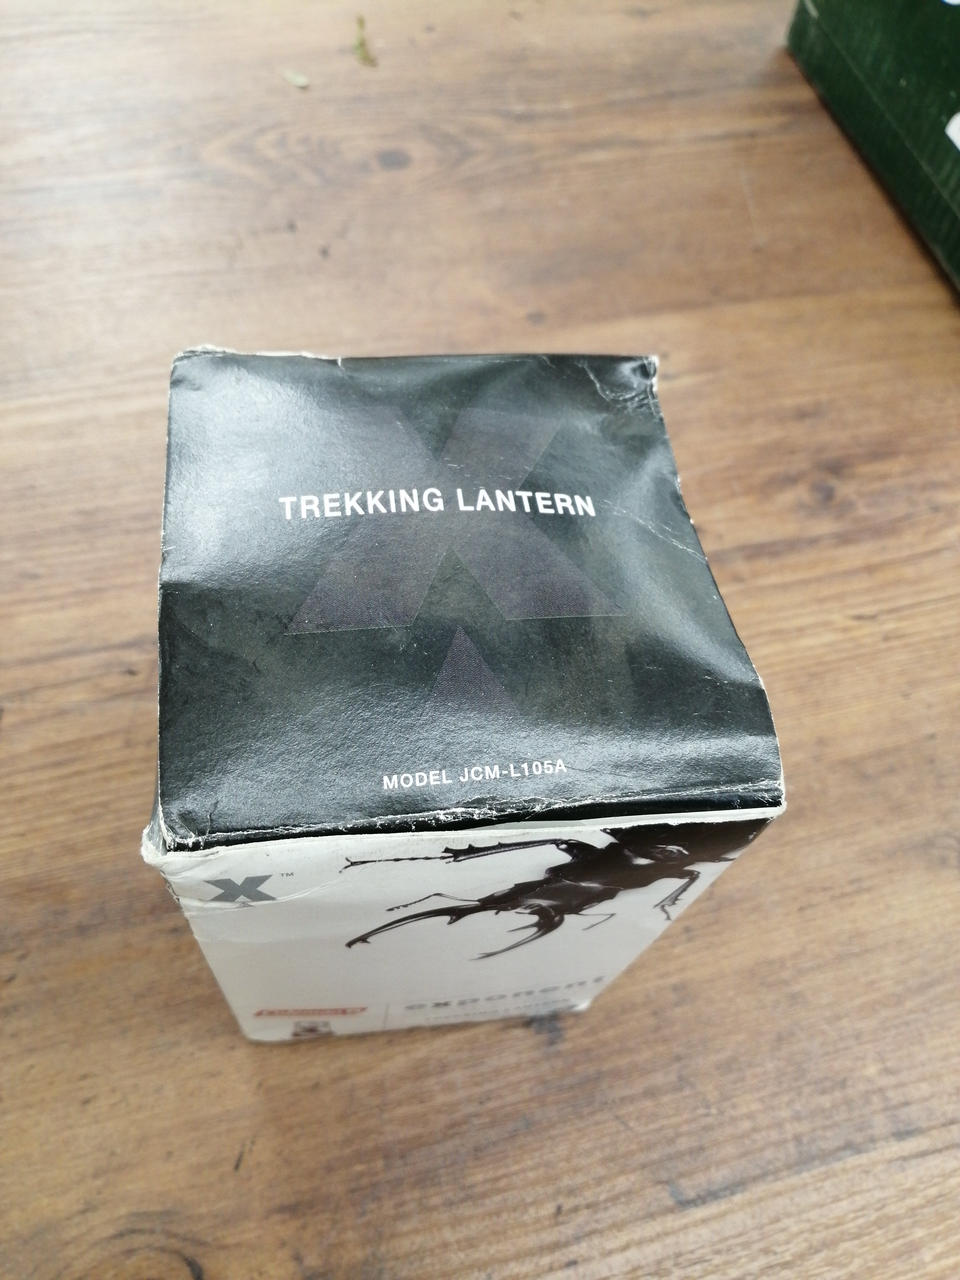 TREKKING LANTERN
MODEL JCM-L105A
X™
exponent